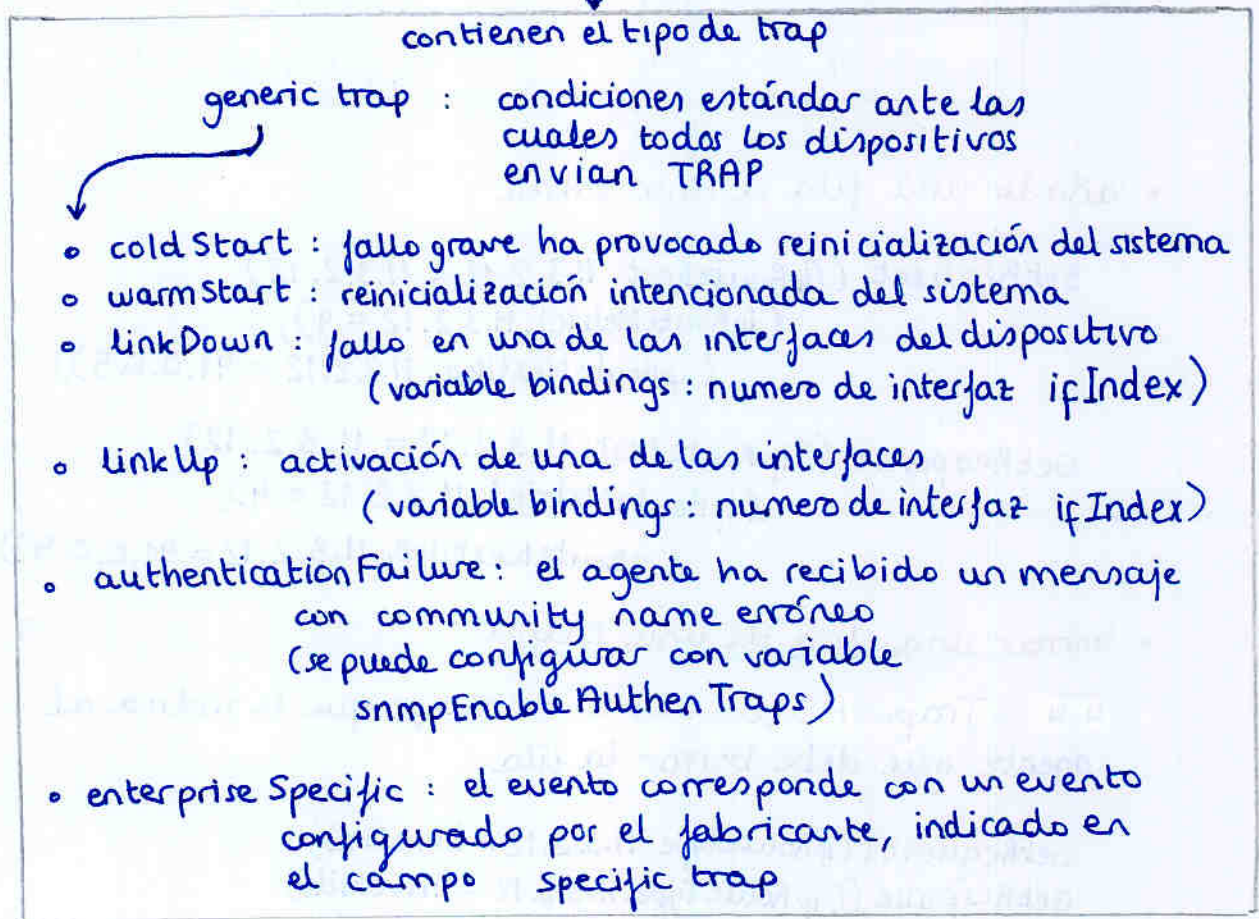 contienen el tipo de trap
generic trap : condiciones estándar ante las
cuales todos los dispositivos
envian TRAP
• coldStart : fallo grave ha provocado reinicialización del sistema
• warmStart : reinicialización intencionada del sistema
• linkDown : fallo en una de las interfaces del dispositivo
(variable bindings : numero de interfaz ifIndex)
• linkUp : activación de una de las interfaces
(variable bindings : numero de interfaz ifIndex)
• authenticationFailure : el agente ha recibido un mensaje
con community name erróneo
(se puede configurar con variable
snmpEnableAuthenTraps)
• enterpriseSpecific : el evento corresponde con un evento
configurado por el fabricante, indicado en
el campo specific trap